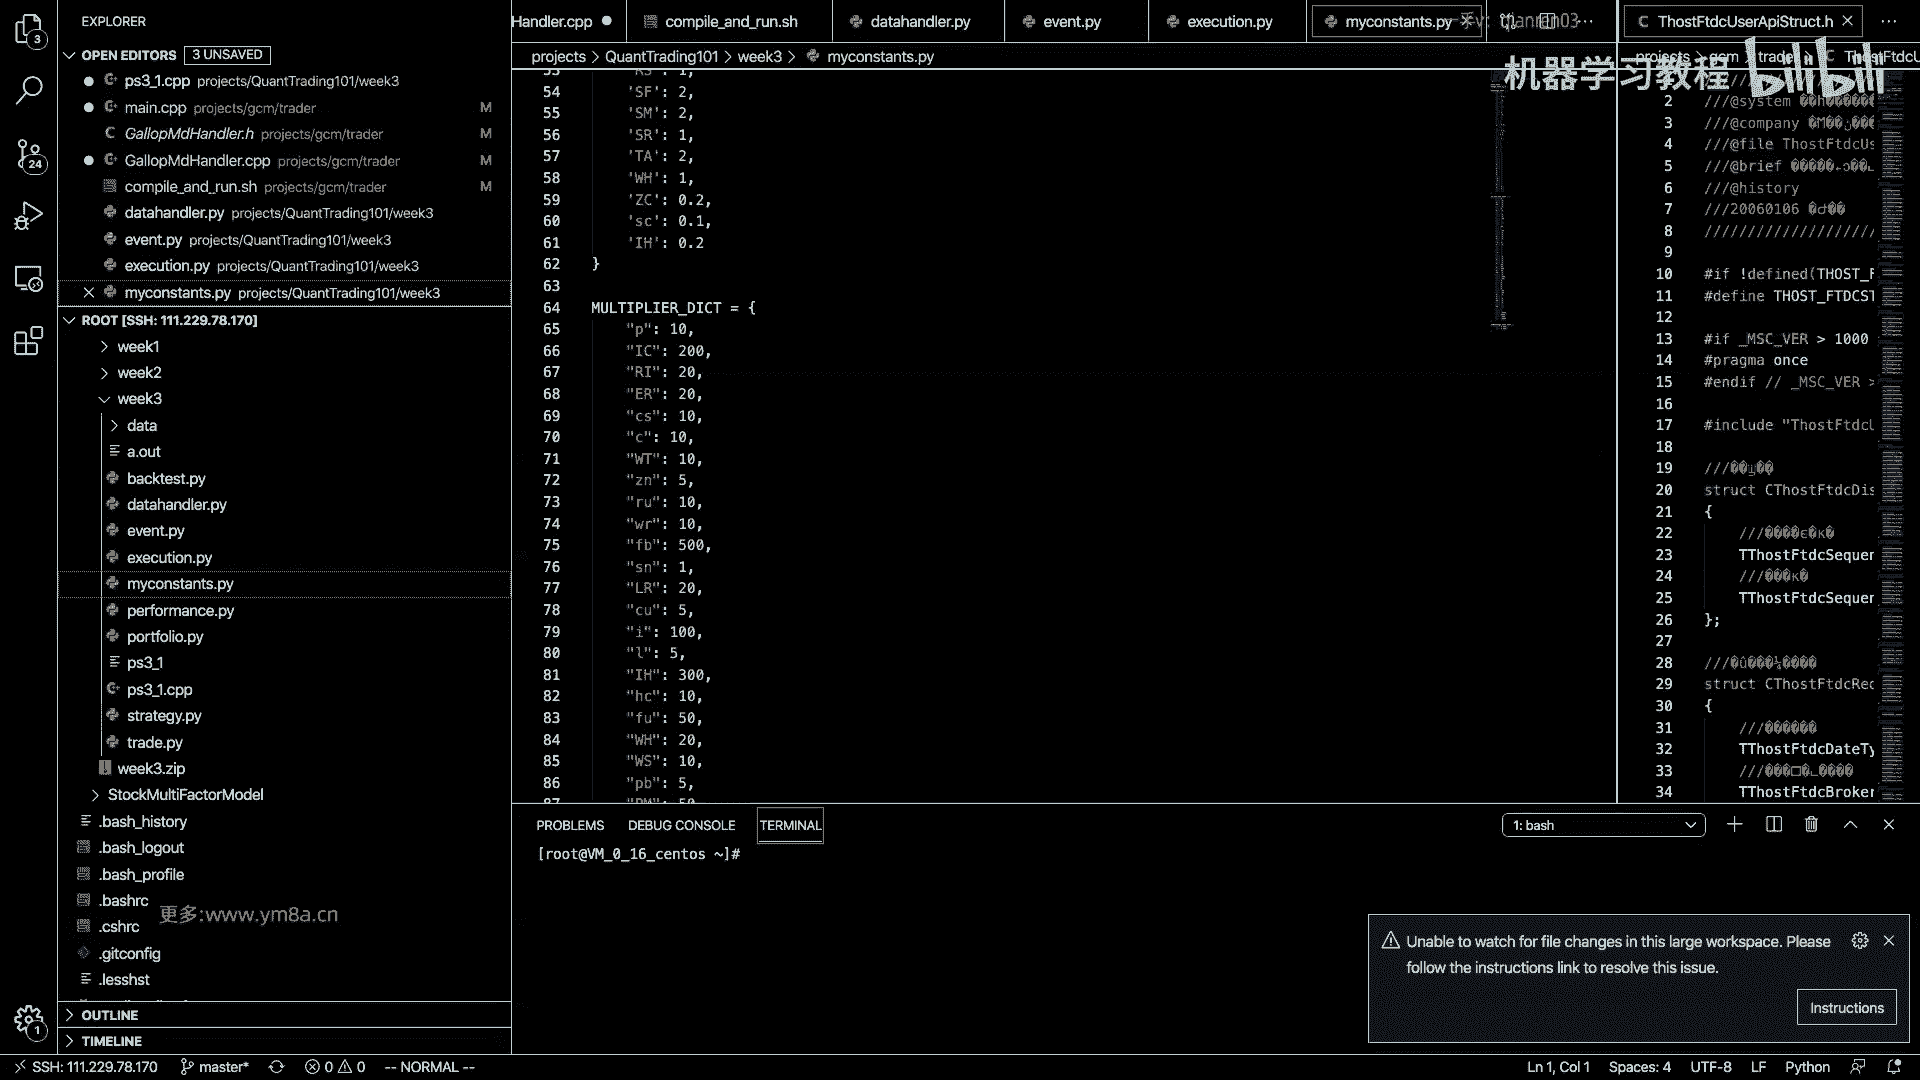 EXPLORER
OPEN EDITORS 3 UNSAVED
ps3_1.cpp projects/QuantTrading101/week3
main.cpp projects/gcm/trader M
GallopMdHandler.h projects/gcm/trader M
GallopMdHandler.cpp projects/gcm/trader M
compile_and_run.sh projects/gcm/trader M
datahandler.py projects/QuantTrading101/week3
event.py projects/QuantTrading101/week3
execution.py projects/QuantTrading101/week3
myconstants.py projects/QuantTrading101/week3
ROOT [SSH: 111.229.78.170]
week1
week2
week3
data
a.out
backtest.py
datahandler.py
event.py
execution.py
myconstants.py
performance.py
portfolio.py
ps3_1
ps3_1.cpp
strategy.py
trade.py
week3.zip
StockMultiFactorModel
.bash_history
.bash_logout
.bash_profile
.bashrc
.cshrc
.gitconfig
.lesshst
OUTLINE
TIMELINE
更多:www.ym8a.cn
3
24
1
Handler.cpp compile_and_run.sh datahandler.py event.py execution.py myconstants.py
projects > QuantTrading101 > week3 > myconstants.py
54 'SF': 2,
55 'SM': 2,
56 'SR': 1,
57 'TA': 2,
58 'WH': 1,
59 'ZC': 0.2,
60 'sc': 0.1,
61 'IH': 0.2
62 }
63
64 MULTIPLIER_DICT = {
65 "p": 10,
66 "IC": 200,
67 "RI": 20,
68 "ER": 20,
69 "cs": 10,
70 "c": 10,
71 "WT": 10,
72 "zn": 5,
73 "ru": 10,
74 "wr": 10,
75 "fb": 500,
76 "sn": 1,
77 "LR": 20,
78 "cu": 5,
79 "i": 100,
80 "l": 5,
81 "IH": 300,
82 "hc": 10,
83 "fu": 50,
84 "WH": 20,
85 "WS": 10,
86 "pb": 5,
ThostFtdcUserApiStruct.h
机器学习教程 bilibili
2 ///@system
3 ///@company
4 ///@file ThostFtdcUs
5 ///@brief
6 ///@history
7 ///20060106
8 ////////////////////
9
10 #if !defined(THOST_F
11 #define THOST_FTDCST
12
13 #if _MSC_VER > 1000
14 #pragma once
15 #endif // _MSC_VER >
16
17 #include "ThostFtdcU
18
19 ///
20 struct CThostFtdcDis
21 {
22 ///
23 TThostFtdcSequen
24 ///
25 TThostFtdcSequen
26 };
27
28 ///
29 struct CThostFtdcReq
30 {
31 ///
32 TThostFtdcDateTy
33 ///
34 TThostFtdcBroker
PROBLEMS DEBUG CONSOLE TERMINAL 1: bash
[root@VM_0_16_centos ~]#
Unable to watch for file changes in this large workspace. Please
follow the instructions link to resolve this issue.
Instructions
SSH: 111.229.78.170 master* 0 0 -- NORMAL -- Ln 1, Col 1 Spaces: 4 UTF-8 LF Python